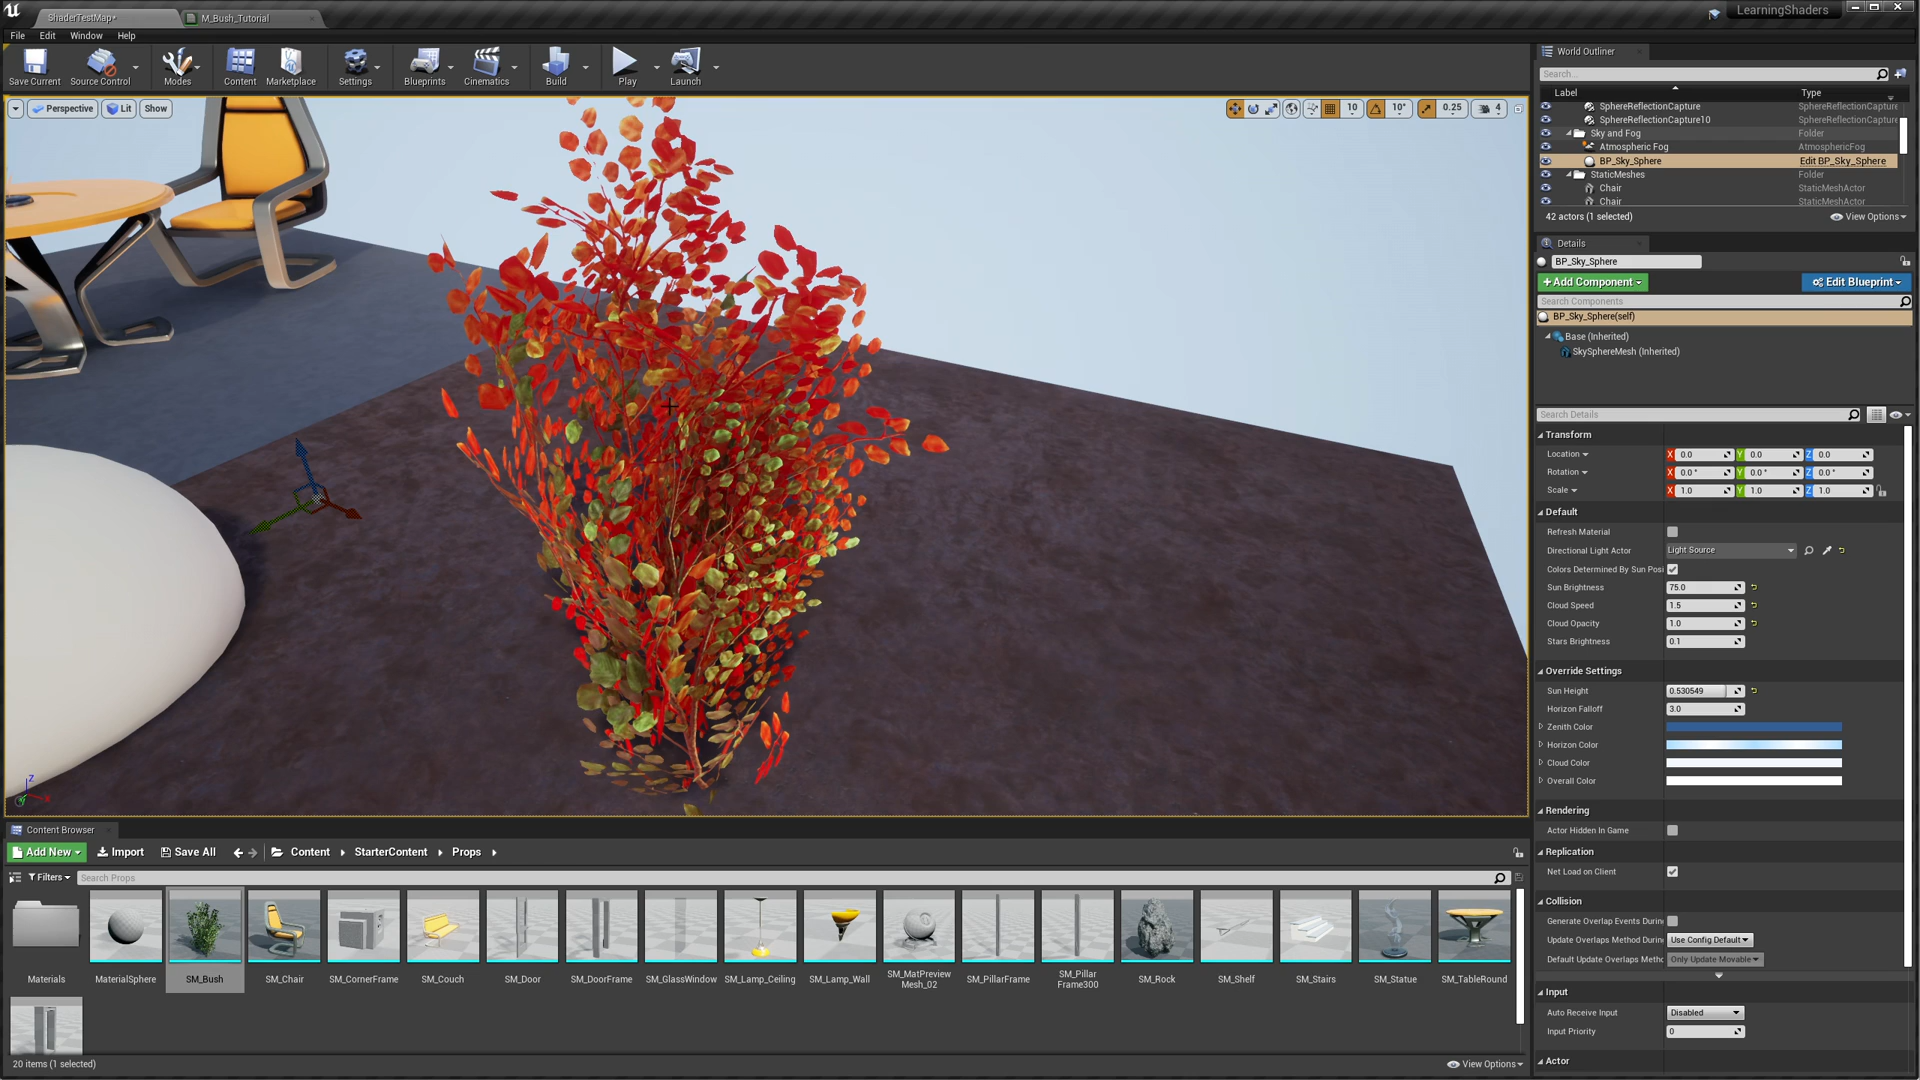 ShaderTestMap*
M_Bush_Tutorial
LearningShaders
File Edit Window Help
Save Current
Source Control
Modes
Content
Marketplace
Settings
Blueprints
Cinematics
Build
Play
Launch
Perspective
Lit
Show
10
10°
0.25
4
World Outliner
Search...
Label Type
SphereReflectionCapture SphereReflectionCapture
SphereReflectionCapture10 SphereReflectionCapture
Sky and Fog Folder
Atmospheric Fog AtmosphericFog
BP_Sky_Sphere Edit BP_Sky_Sphere
StaticMeshes Folder
Chair StaticMeshActor
Chair StaticMeshActor
42 actors (1 selected)
View Options
Details
BP_Sky_Sphere
+Add Component
Edit Blueprint
Search Components
BP_Sky_Sphere(self)
Base (Inherited)
SkySphereMesh (Inherited)
Search Details
Transform
Location X 0.0 Y 0.0 Z 0.0
Rotation X 0.0° Y 0.0° Z 0.0°
Scale X 1.0 Y 1.0 Z 1.0
Default
Refresh Material
Directional Light Actor Light Source
Colors Determined By Sun Posi
Sun Brightness 75.0
Cloud Speed 1.5
Cloud Opacity 1.0
Stars Brightness 0.1
Override Settings
Sun Height 0.530549
Horizon Falloff 3.0
Zenith Color
Horizon Color
Cloud Color
Overall Color
Rendering
Actor Hidden In Game
Replication
Net Load on Client
Collision
Generate Overlap Events Durin
Update Overlaps Method Durin Use Config Default
Default Update Overlaps Metho Only Update Movable
Input
Auto Receive Input Disabled
Input Priority 0
Actor
Z
X
Content Browser
Add New
Import
Save All
Content
StarterContent
Props
Filters
Search Props
Materials
MaterialSphere
SM_Bush
SM_Chair
SM_CornerFrame
SM_Couch
SM_Door
SM_DoorFrame
SM_GlassWindow
SM_Lamp_Ceiling
SM_Lamp_Wall
SM_MatPreview
Mesh_02
SM_PillarFrame
SM_Pillar
Frame300
SM_Rock
SM_Shelf
SM_Stairs
SM_Statue
SM_TableRound
20 items (1 selected)
View Options